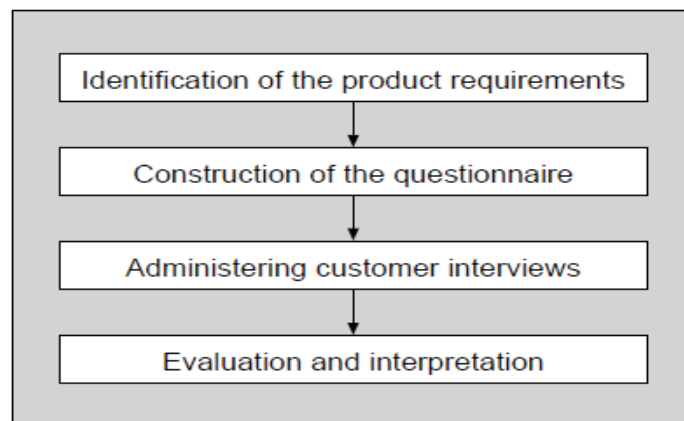 Identification of the product requirements
Construction of the questionnaire
Administering customer interviews
Evaluation and interpretation